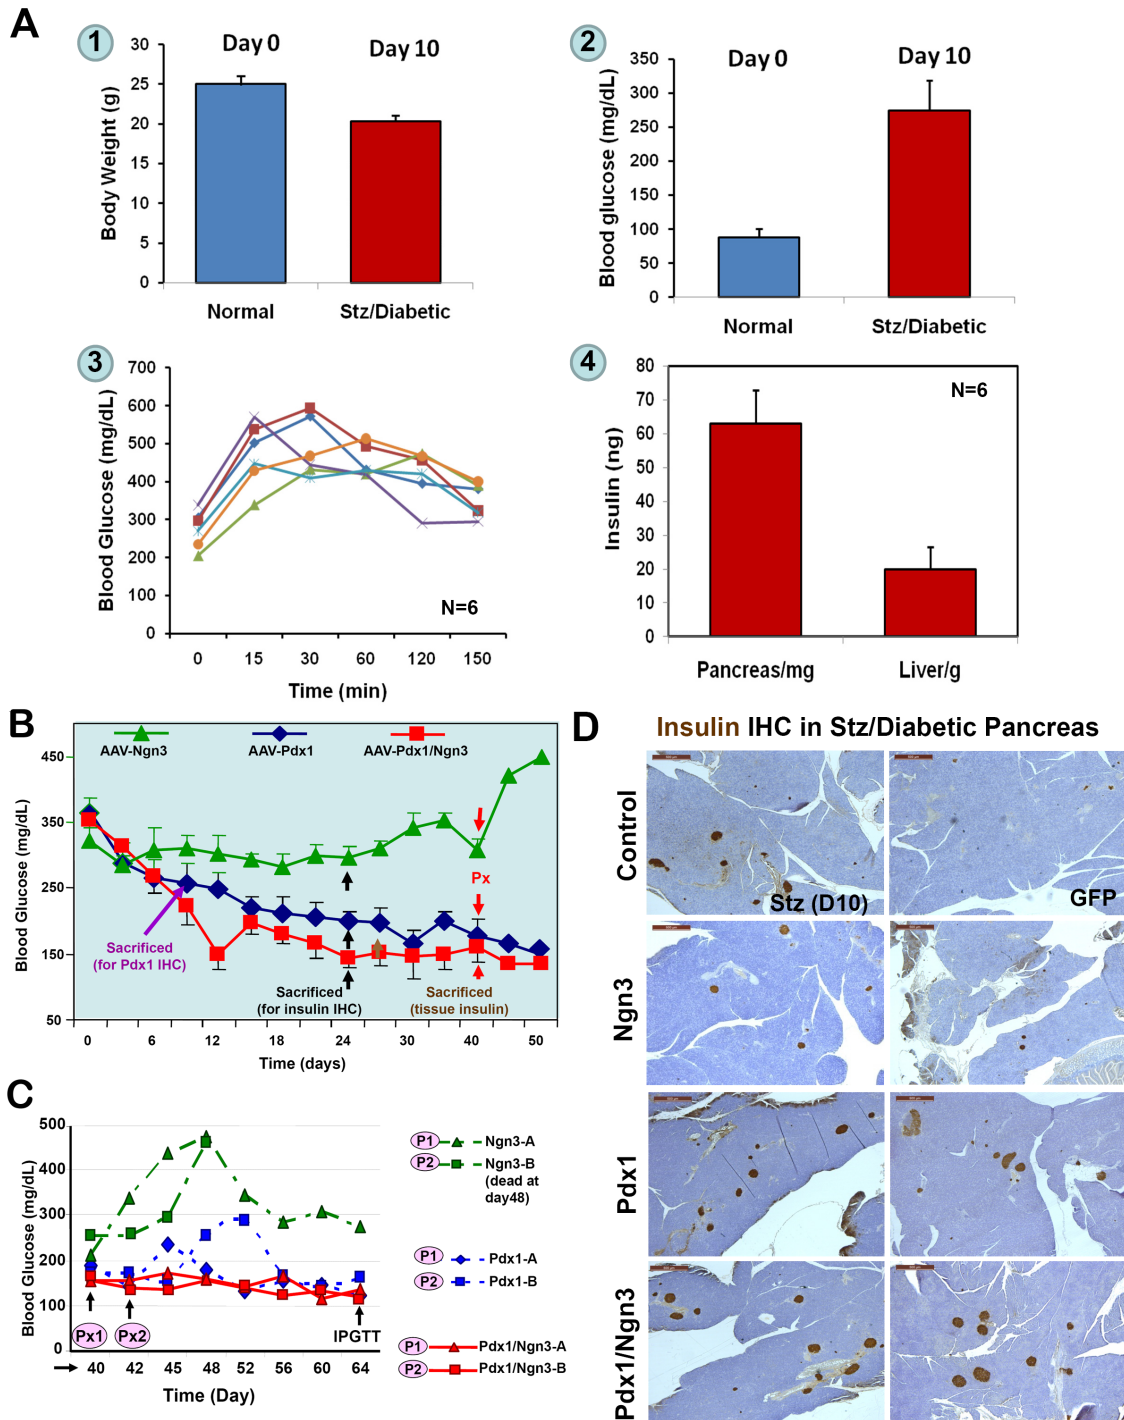 A
1
Day 0
Day 10
Body Weight (g)
30
25
20
15
10
5
0
Normal
Stz/Diabetic
2
Day 0
Day 10
Blood glucose (mg/dL)
350
300
250
200
150
100
50
0
Normal
Stz/Diabetic
3
Blood Glucose (mg/dL)
700
600
500
400
300
200
100
0
N=6
0 15 30 60 120 150
Time (min)
4
Insulin (ng)
80
70
60
50
40
30
20
10
0
N=6
Pancreas/mg
Liver/g
B
AAV-Ngn3
AAV-Pdx1
AAV-Pdx1/Ngn3
Blood Glucose (mg/dL)
450
350
250
150
50
Px
Sacrificed
(for Pdx1 IHC)
Sacrificed
(for insulin IHC)
Sacrificed
(tissue insulin)
0 6 12 18 24 30 40 50
Time (days)
C
Blood Glucose (mg/dL)
500
400
300
200
100
0
Px1
Px2
IPGTT
40 42 45 48 52 56 60 64
Time (Day)
P1 Ngn3-A
P2 Ngn3-B
(dead at
day48)
P1 Pdx1-A
P2 Pdx1-B
P1 Pdx1/Ngn3-A
P2 Pdx1/Ngn3-B
D
Insulin IHC in Stz/Diabetic Pancreas
Control
Stz (D10)
GFP
Ngn3
Pdx1
Pdx1/Ngn3